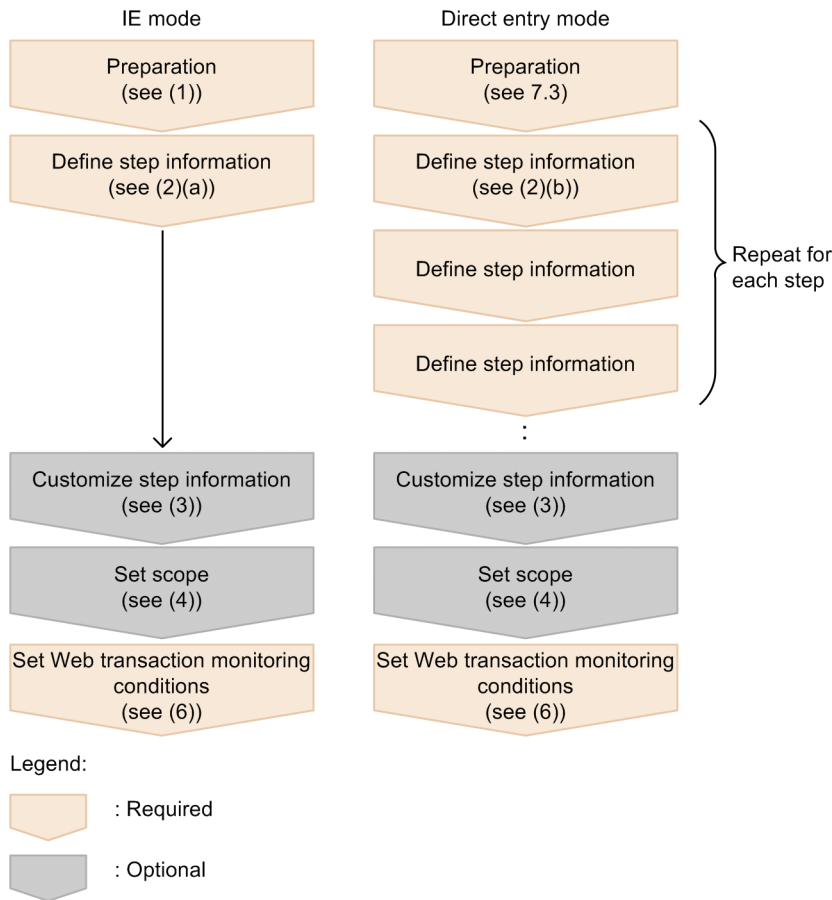 IE mode
Preparation
(see (1))
Define step information
(see (2)(a))
Direct entry mode
Preparation
(see 7.3)
Define step information
(see (2)(b))
Define step information
Define step information
:
Repeat for
each step
Customize step information
(see (3))
Set scope
(see (4))
Set Web transaction monitoring
conditions
(see (6))
Customize step information
(see (3))
Set scope
(see (4))
Set Web transaction monitoring
conditions
(see (6))
Legend:
: Required
: Optional